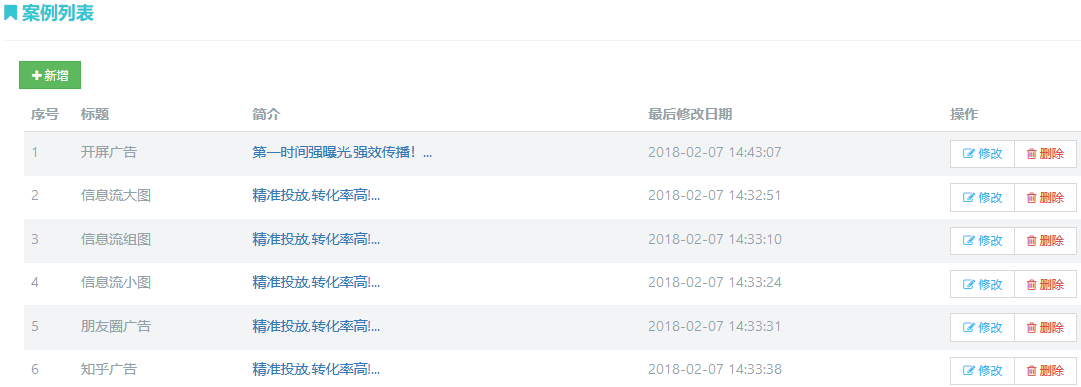 案例列表
新增
序号 标题 简介 最后修改日期 操作
1 开屏广告 第一时间强曝光,强效传播！... 2018-02-07 14:43:07 修改 删除
2 信息流大图 精准投放,转化率高!... 2018-02-07 14:32:51 修改 删除
3 信息流组图 精准投放,转化率高!... 2018-02-07 14:33:10 修改 删除
4 信息流小图 精准投放,转化率高!... 2018-02-07 14:33:24 修改 删除
5 朋友圈广告 精准投放,转化率高!... 2018-02-07 14:33:31 修改 删除
6 知乎广告 精准投放,转化率高!... 2018-02-07 14:33:38 修改 删除